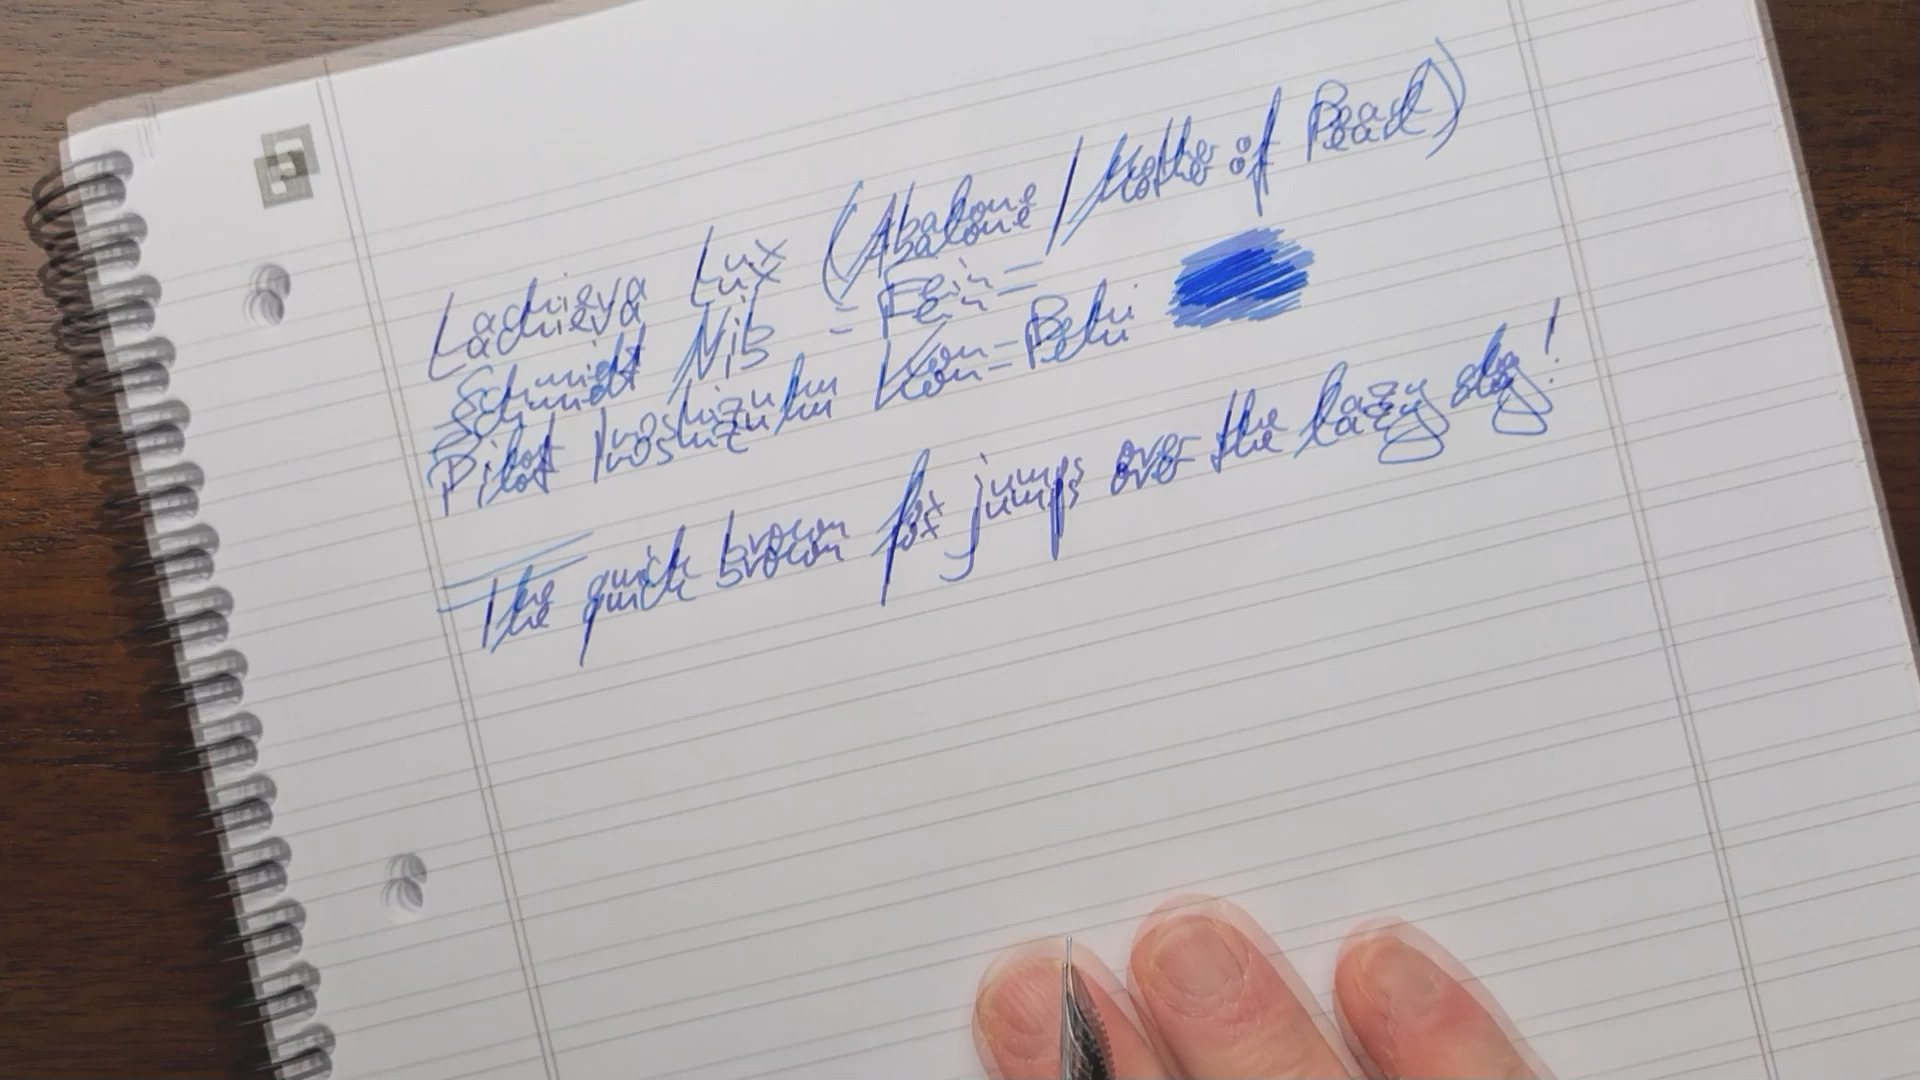 Lachieva Lux (Abalone / Mother of Pearl)
Schmidt Nib = Fein =
Pilot Iroshizuku Kon-Peki
The quick brown fox jumps over the lazy dog!